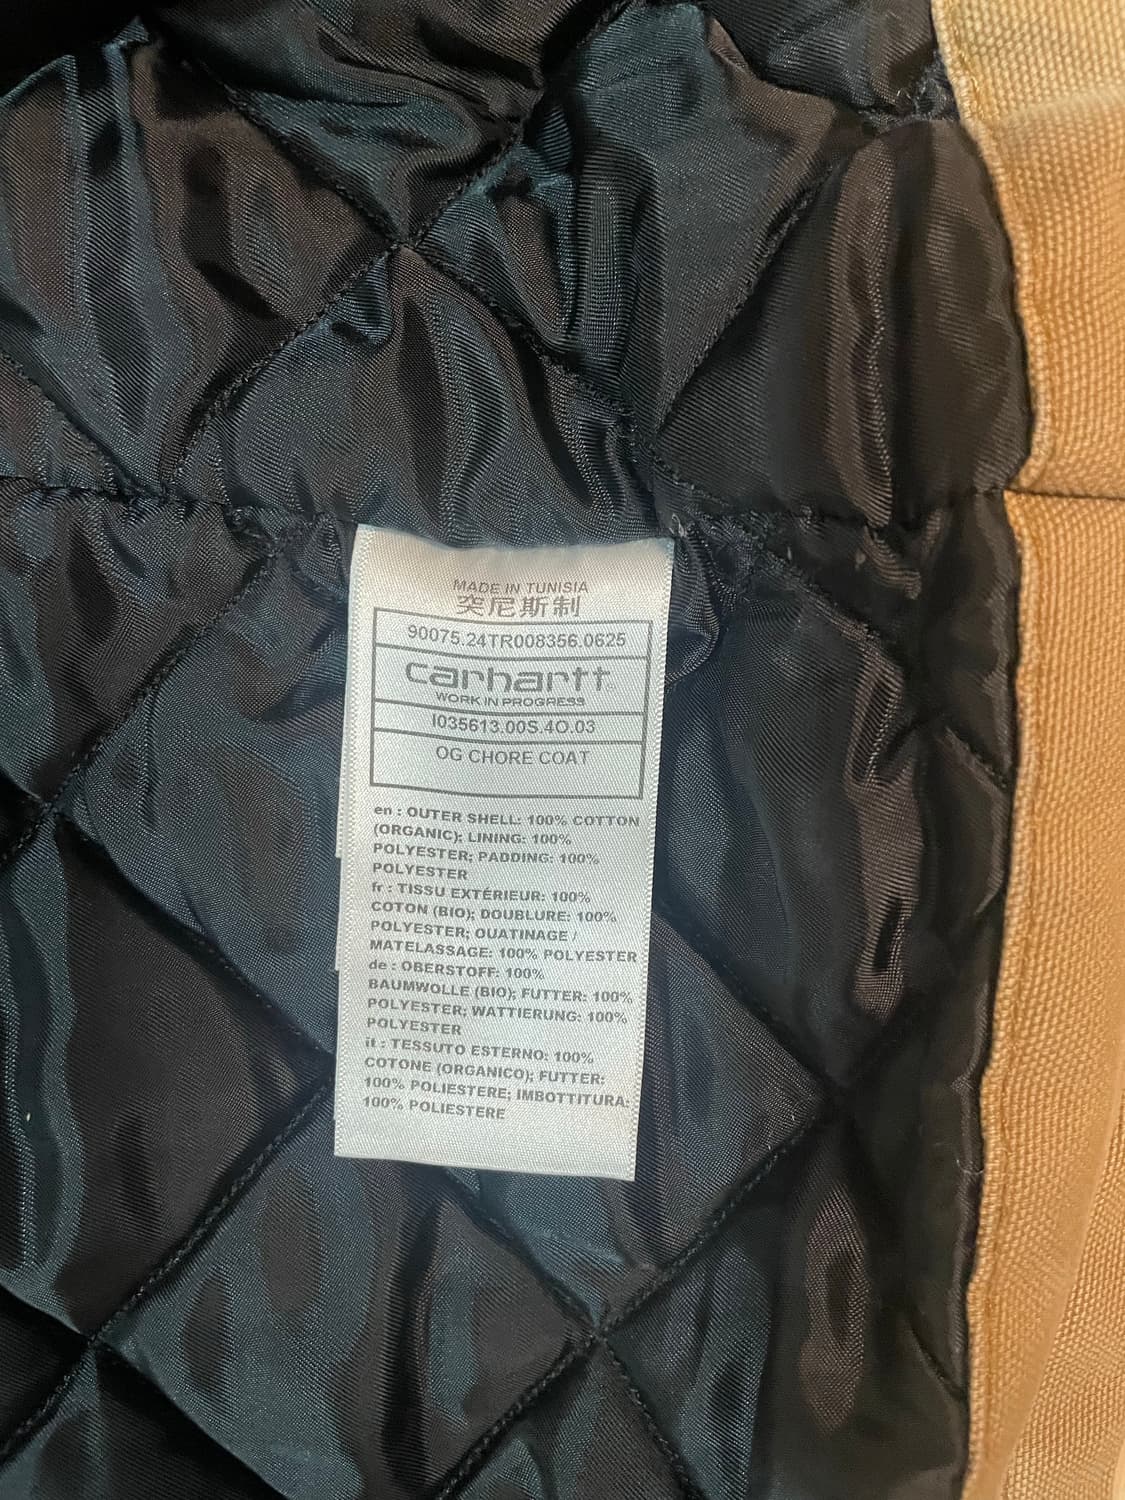 MADE IN TUNISIA
突尼斯制
90075.24TR008356.0625
carhartt
WORK IN PROGRESS
I035613.00S.4O.03
OG CHORE COAT
en : OUTER SHELL: 100% COTTON
(ORGANIC); LINING: 100%
POLYESTER; PADDING: 100%
POLYESTER
fr : TISSU EXTÉRIEUR: 100%
COTON (BIO); DOUBLURE: 100%
POLYESTER; OUATINAGE /
MATELASSAGE: 100% POLYESTER
de : OBERSTOFF: 100%
BAUMWOLLE (BIO); FUTTER: 100%
POLYESTER; WATTIERUNG: 100%
POLYESTER
it : TESSUTO ESTERNO: 100%
COTONE (ORGANICO); FUTTER:
100% POLIESTERE; IMBOTTITURA:
100% POLIESTERE